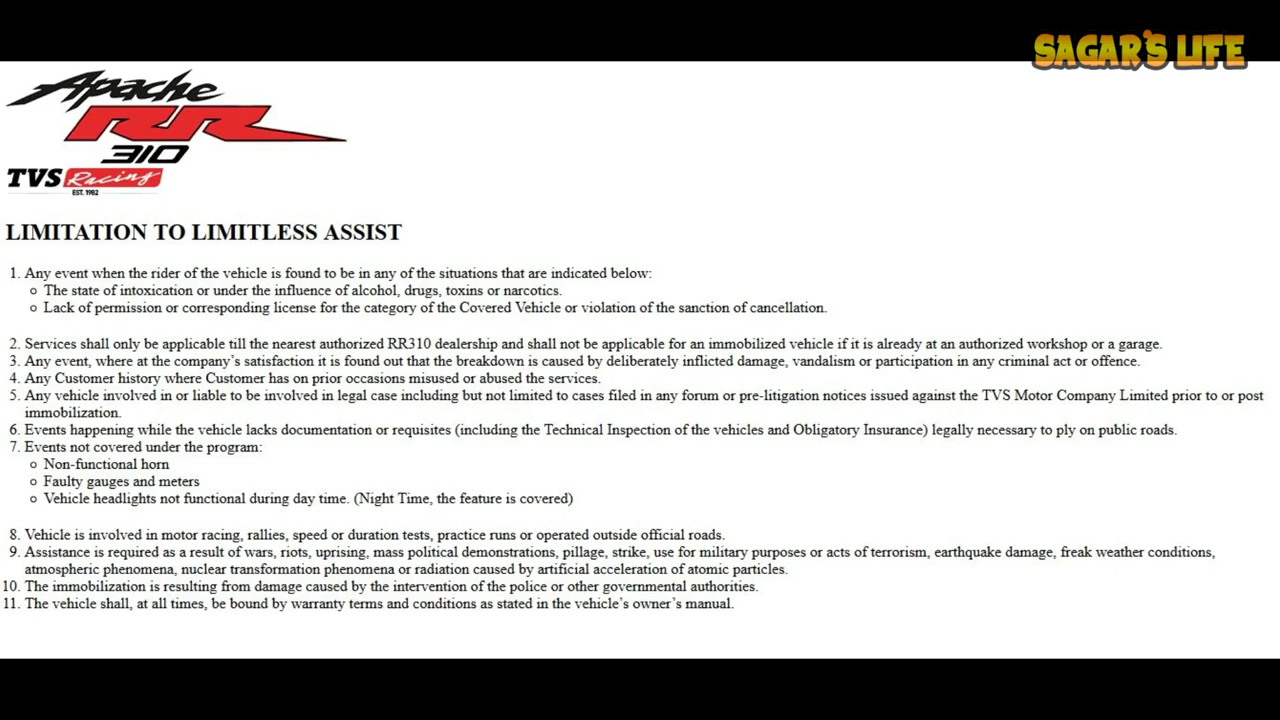 SAGAR'S LIFE
Apache
RR
310
TVS Racing
EST. 1982
LIMITATION TO LIMITLESS ASSIST
1. Any event when the rider of the vehicle is found to be in any of the situations that are indicated below:
The state of intoxication or under the influence of alcohol, drugs, toxins or narcotics.
Lack of permission or corresponding license for the category of the Covered Vehicle or violation of the sanction of cancellation.
2. Services shall only be applicable till the nearest authorized RR310 dealership and shall not be applicable for an immobilized vehicle if it is already at an authorized workshop or a garage.
3. Any event, where at the company's satisfaction it is found out that the breakdown is caused by deliberately inflicted damage, vandalism or participation in any criminal act or offence.
4. Any Customer history where Customer has on prior occasions misused or abused the services.
5. Any vehicle involved in or liable to be involved in legal case including but not limited to cases filed in any forum or pre-litigation notices issued against the TVS Motor Company Limited prior to or post
immobilization.
6. Events happening while the vehicle lacks documentation or requisites (including the Technical Inspection of the vehicles and Obligatory Insurance) legally necessary to ply on public roads.
7. Events not covered under the program:
Non-functional horn
Faulty gauges and meters
Vehicle headlights not functional during day time. (Night Time, the feature is covered)
8. Vehicle is involved in motor racing, rallies, speed or duration tests, practice runs or operated outside official roads.
9. Assistance is required as a result of wars, riots, uprising, mass political demonstrations, pillage, strike, use for military purposes or acts of terrorism, earthquake damage, freak weather conditions,
atmospheric phenomena, nuclear transformation phenomena or radiation caused by artificial acceleration of atomic particles.
10. The immobilization is resulting from damage caused by the intervention of the police or other governmental authorities.
11. The vehicle shall, at all times, be bound by warranty terms and conditions as stated in the vehicle's owner's manual.